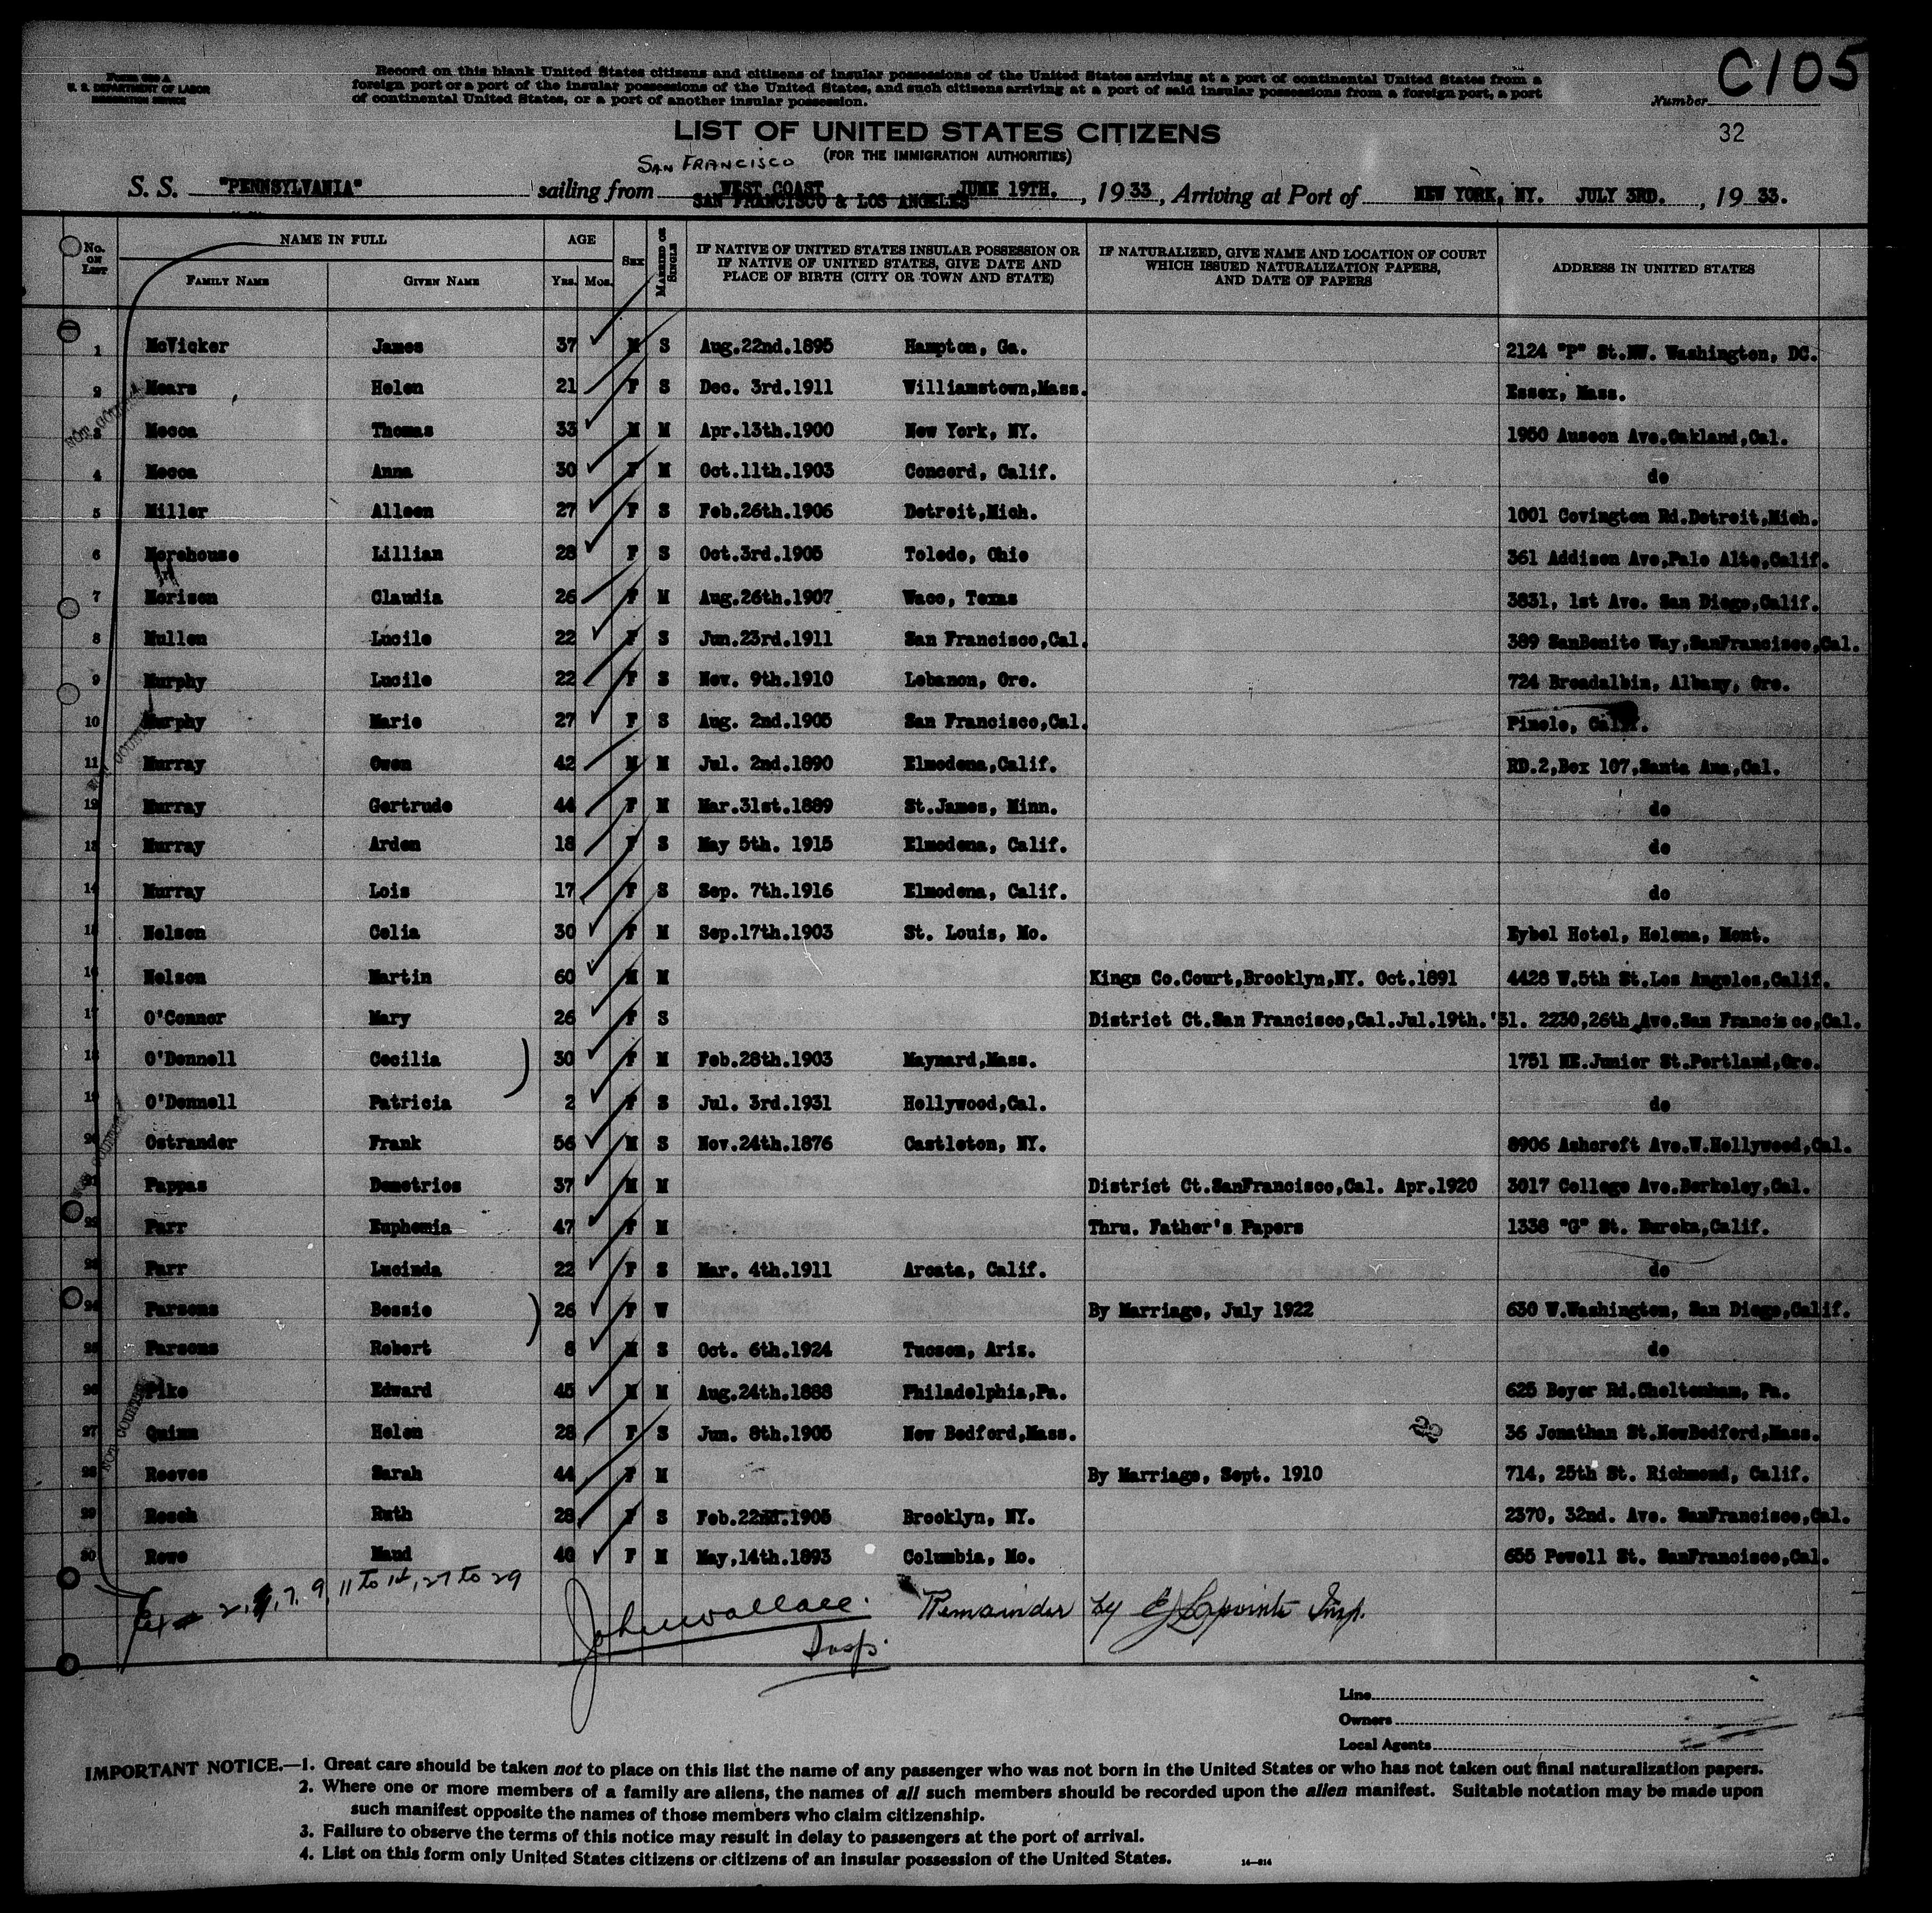 Form 630 A
U. S. DEPARTMENT OF LABOR
IMMIGRATION SERVICE
Record on this blank United States citizens and citizens of insular possessions of the United States arriving at a port of continental United States from a
foreign port or a port of the insular possessions of the United States, and such citizens arriving at a port of said insular possessions from a foreign port, a port
of continental United States, or a port of another insular possession.
Number C105
32
LIST OF UNITED STATES CITIZENS
(FOR THE IMMIGRATION AUTHORITIES)
SAN FRANCISCO
S. S. "PENNSYLVANIA" sailing from WEST COAST JUNE 19TH. , 1933 , Arriving at Port of NEW YORK, NY. JULY 3RD. , 19 33.
SAN FRANCISCO & LOS ANGELES
No. ON LIST NAME IN FULL FAMILY NAME GIVEN NAME AGE YRS. MOS. SEX MARRIED OR SINGLE
IF NATIVE OF UNITED STATES INSULAR POSSESSION OR
IF NATIVE OF UNITED STATES, GIVE DATE AND
PLACE OF BIRTH (CITY OR TOWN AND STATE)
IF NATURALIZED, GIVE NAME AND LOCATION OF COURT
WHICH ISSUED NATURALIZATION PAPERS,
AND DATE OF PAPERS
ADDRESS IN UNITED STATES
1 McVicker James 37 M S Aug.22nd.1895 Hampton, Ga. 2124 "P" St.NW. Washington, DC.
2 Mears Helen 21 F S Dec. 3rd.1911 Williamstown,Mass. Essex, Mass.
3 Mecca Thomas 33 M M Apr.13th.1900 New York, NY. 1950 Auseon Ave.Oakland,Cal.
4 Mecca Anna 30 F M Oct.11th.1903 Concord, Calif. do
5 Miller Alleen 27 F S Feb.26th.1906 Detroit,Mich. 1001 Covington Rd.Detroit,Mich.
6 Morehouse Lillian 28 F S Oct.3rd.1905 Toledo, Ohio 361 Addison Ave,Palo Alto,Calif.
7 Morison Claudia 26 F M Aug.26th.1907 Waco, Texas 3831, 1st Ave. San Diego,Calif.
8 Mullen Lucile 22 F S Jun.23rd.1911 San Francisco,Cal. 389 SanBenito Way,SanFrancisco,Cal.
9 Murphy Lucile 22 F S Nov. 9th.1910 Lebanon, Ore. 724 Broadalbin, Albany, Ore.
10 Murphy Marie 27 F S Aug. 2nd.1905 San Francisco,Cal. Pinole, Calif.
11 Murray Owen 42 M M Jul. 2nd.1890 Elmodena,Calif. RD.2,Box 107,Santa Ana,Cal.
12 Murray Gertrude 44 F M Mar.31st.1889 St.James, Minn. do
13 Murray Arden 18 F S May 5th. 1915 Elmodena, Calif. do
14 Murray Lois 17 F S Sep. 7th.1916 Elmodena, Calif. do
15 Nelson Celia 30 F M Sep.17th.1903 St. Louis, Mo. Eybel Hotel, Helena, Mont.
16 Nelson Martin 60 M M Kings Co.Court,Brooklyn,NY. Oct.1891 4428 W.5th St.Los Angeles,Calif.
17 O'Connor Mary 26 F S District Ct.San Francisco,Cal.Jul.19th.'31. 2230,26th Ave.San Francisco,Cal.
18 O'Donnell Cecilia 30 F M Feb.28th.1903 Maynard,Mass. 1751 NE.Junior St.Portland,Ore.
19 O'Donnell Patricia 2 F S Jul. 3rd.1931 Hollywood,Cal. do
20 Ostrander Frank 56 M S Nov.24th.1876 Castleton, NY. 8906 Ashcroft Ave.W.Hollywood,Cal.
21 Pappas Demetrios 37 M M District Ct.SanFrancisco,Cal. Apr.1920 3017 College Ave.Berkeley,Cal.
22 Parr Euphemia 47 F M Thru. Father's Papers 1338 "G" St. Eureka,Calif.
23 Parr Lucinda 22 F S Mar. 4th.1911 Arcata, Calif. do
24 Parsons Bessie 26 F W By Marriage, July 1922 630 W.Washington, San Diego,Calif.
25 Parsons Robert 8 M S Oct. 6th.1924 Tucson, Ariz. do
26 Pike Edward 45 M M Aug.24th.1888 Philadelphia,Pa. 625 Boyer Rd.Cheltenham, Pa.
27 Quinn Helen 28 F S Jun. 8th.1905 New Bedford,Mass. 36 Jonathan St.NewBedford,Mass.
28 Reeves Sarah 44 F M By Marriage, Sept. 1910 714, 25th St. Richmond, Calif.
29 Rosch Ruth 28 F S Feb.22nd.1905 Brooklyn, NY. 2370, 32nd. Ave. SanFrancisco,Cal.
30 Rowe Maud 40 F M May,14th.1893 Columbia, Mo. 655 Powell St. SanFrancisco,Cal.
2, 7, 9, 11 to 14, 27 to 29
John Wallace. Remainder by E Lapointe Insp.
Insp.
Line
Owners
Local Agents
IMPORTANT NOTICE.—1. Great care should be taken not to place on this list the name of any passenger who was not born in the United States or who has not taken out final naturalization papers.
2. Where one or more members of a family are aliens, the names of all such members should be recorded upon the alien manifest. Suitable notation may be made upon
such manifest opposite the names of those members who claim citizenship.
3. Failure to observe the terms of this notice may result in delay to passengers at the port of arrival.
4. List on this form only United States citizens or citizens of an insular possession of the United States.
14—814